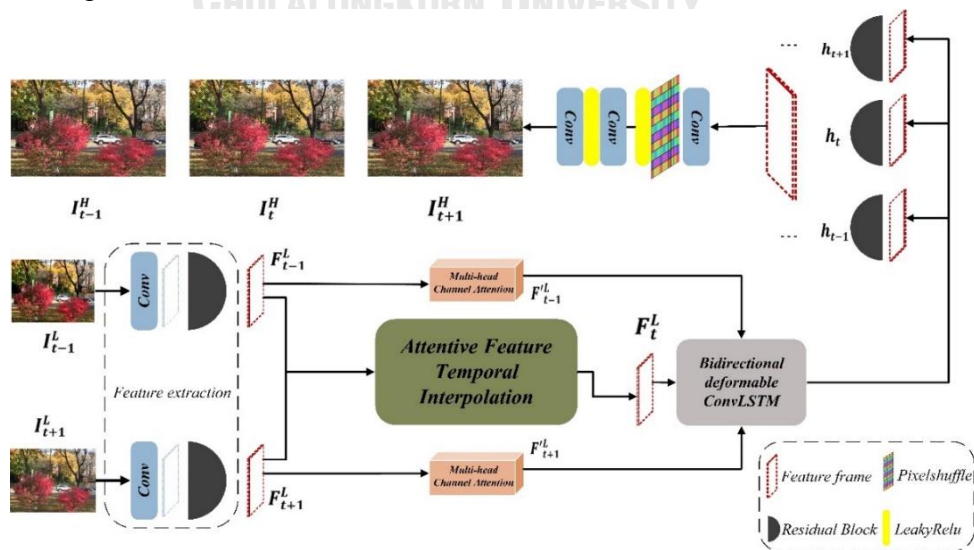 CHULALONGKORN UNIVERSITY
... h_{t+1}
h_t
... h_{t-1}
Conv Conv Conv
I^H_{t-1} I^H_t I^H_{t+1}
I^L_{t-1}
Conv
F^L_{t-1}
Multi-head
Channel Attention
F'^L_{t-1}
Feature extraction
Attentive Feature
Temporal
Interpolation
F^L_t
Bidirectional
deformable
ConvLSTM
I^L_{t+1}
Conv
F^L_{t+1}
Multi-head
Channel Attention
F'^L_{t+1}
Feature frame
Pixelshuffle
Residual Block
LeakyRelu